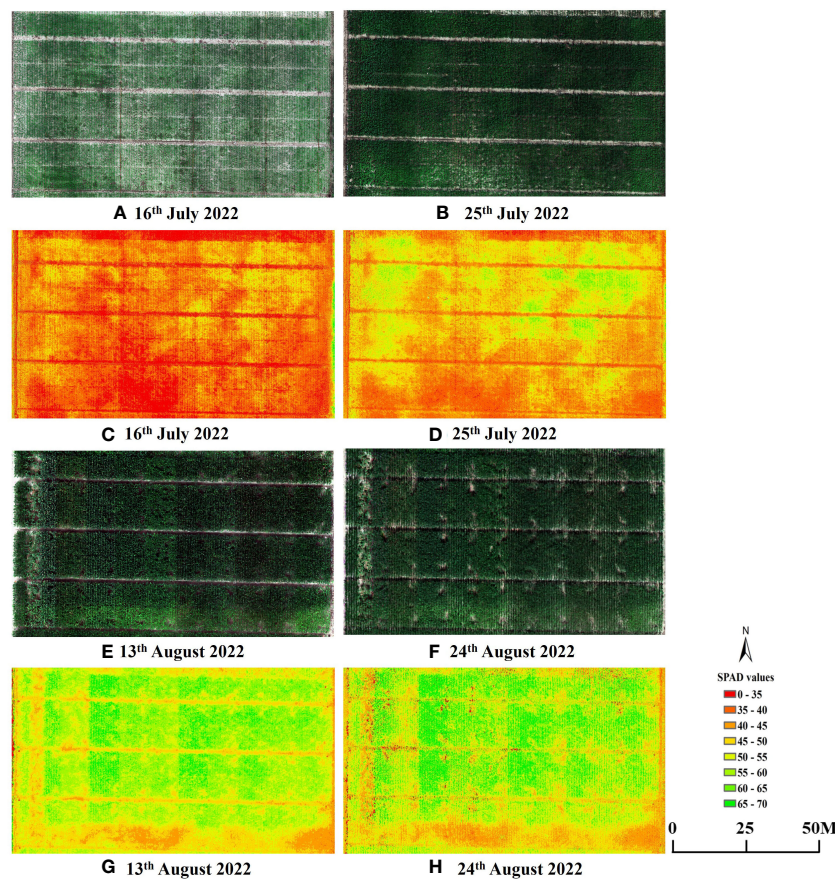 A 16th July 2022
B 25th July 2022
C 16th July 2022
D 25th July 2022
E 13th August 2022
F 24th August 2022
N
SPAD values
0 - 35
35 - 40
40 - 45
45 - 50
50 - 55
55 - 60
60 - 65
65 - 70
0 25 50M
G 13th August 2022
H 24th August 2022